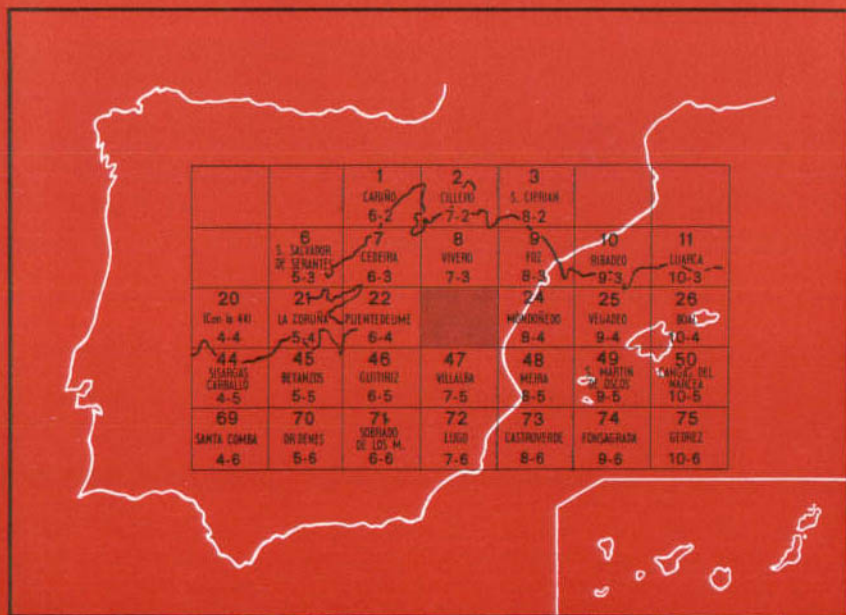 1
CARIÑO
6-2
2
CILLERO
7-2
3
S. CIPRIAN
8-2
6
S. SALVADOR
DE SERANTES
5-3
7
CEDEIRA
6-3
8
VIVERO
7-3
9
FOZ
8-3
10
RIBADEO
9-3
11
LUARCA
10-3
20
(Con la 44)
4-4
21
LA CORUÑA
5-4
22
PUENTEDEUME
6-4
24
MONDOÑEDO
8-4
25
VEGADEO
9-4
26
BOAL
10-4
44
SISARGAS
CARBALLO
4-5
45
BETANZOS
5-5
46
GUITIRIZ
6-5
47
VILLALBA
7-5
48
MEIRA
8-5
49
S. MARTIN
DE OSCOS
9-5
50
CANGAS DEL
NARCEA
10-5
69
SANTA COMBA
4-6
70
ORDENES
5-6
71
SOBRADO
DE LOS M.
6-6
72
LUGO
7-6
73
CASTROVERDE
8-6
74
FONSAGRADA
9-6
75
GEDREZ
10-6